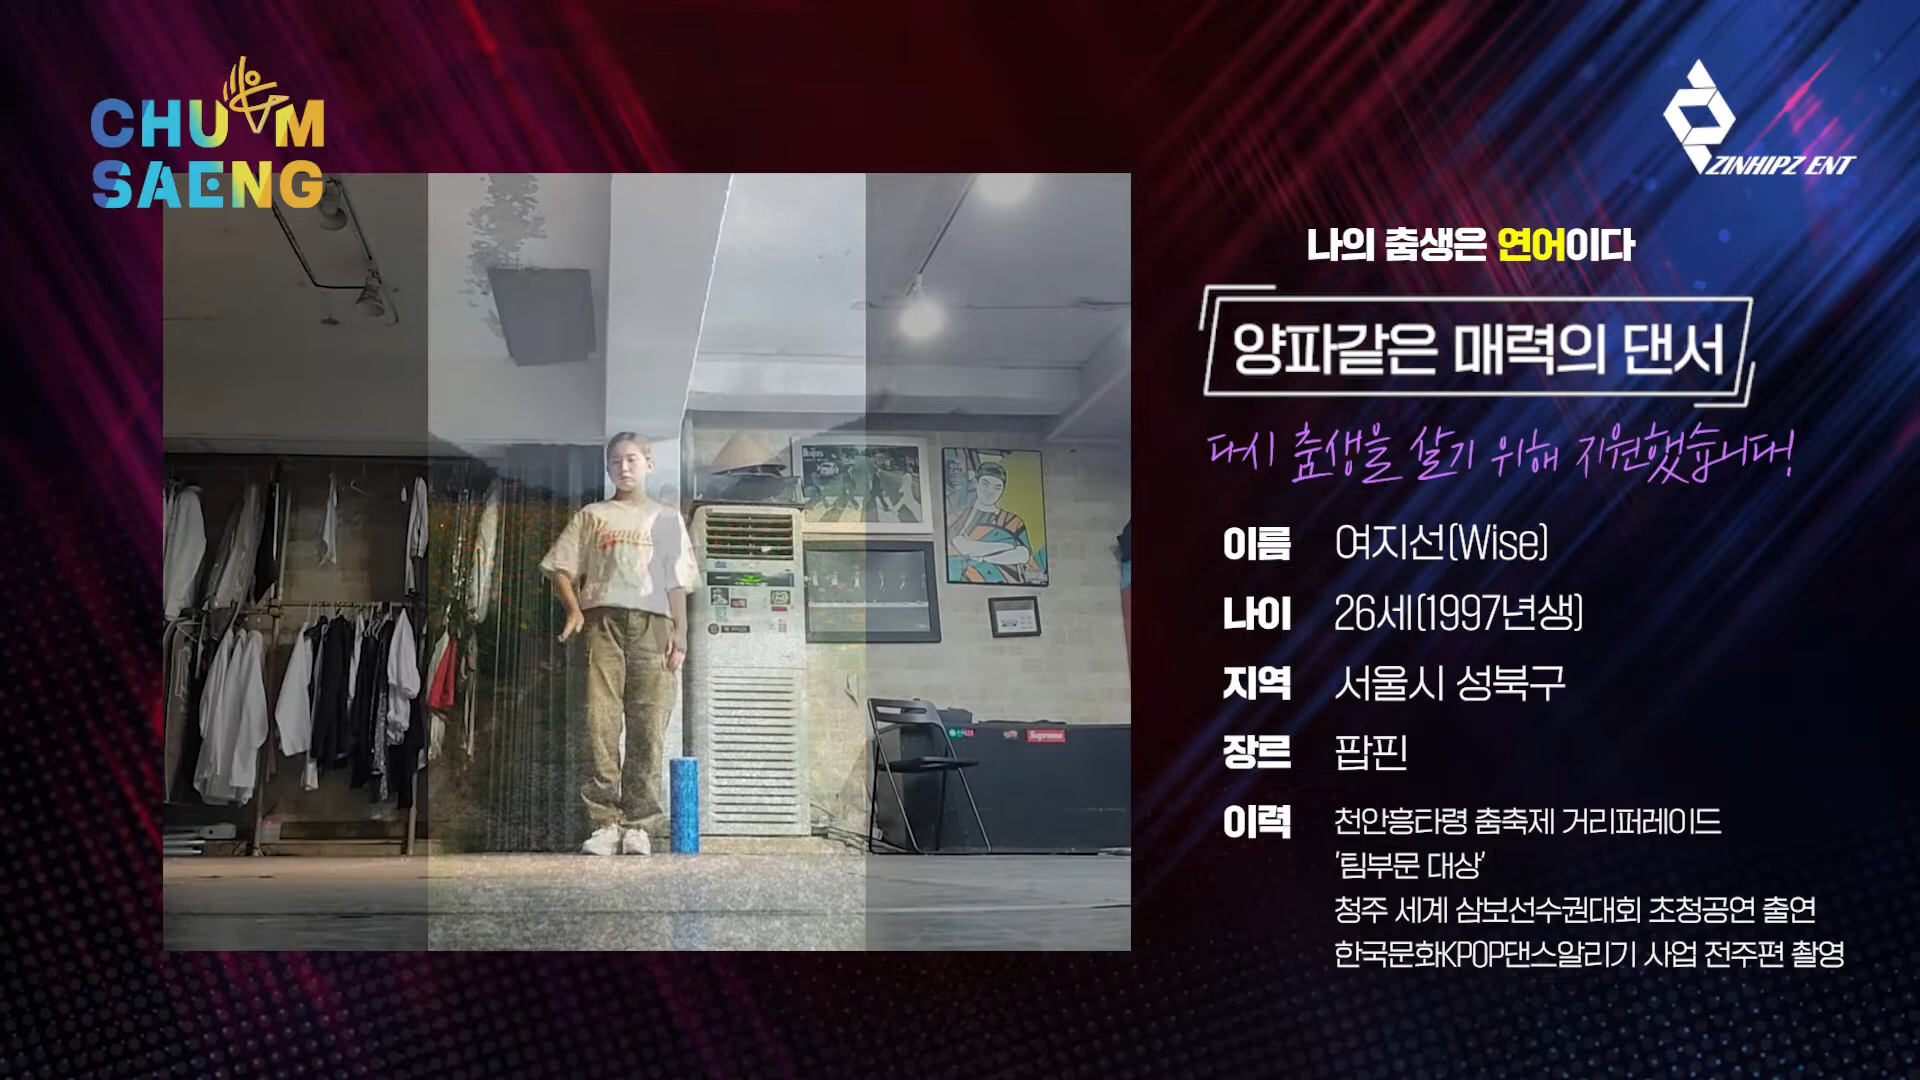 CHUM
SAENG
ZINHIPZ ENT
나의 춤생은 연어이다
양파같은 매력의 댄서
다시 춤생을 살기 위해 지원했습니다!
이름 여지선(Wise)
나이 26세(1997년생)
지역 서울시 성북구
장르 팝핀
이력 천안흥타령 춤축제 거리퍼레이드
'팀부문 대상'
청주 세계 삼보선수권대회 초청공연 출연
한국문화KPOP댄스알리기 사업 전주편 촬영
Supreme